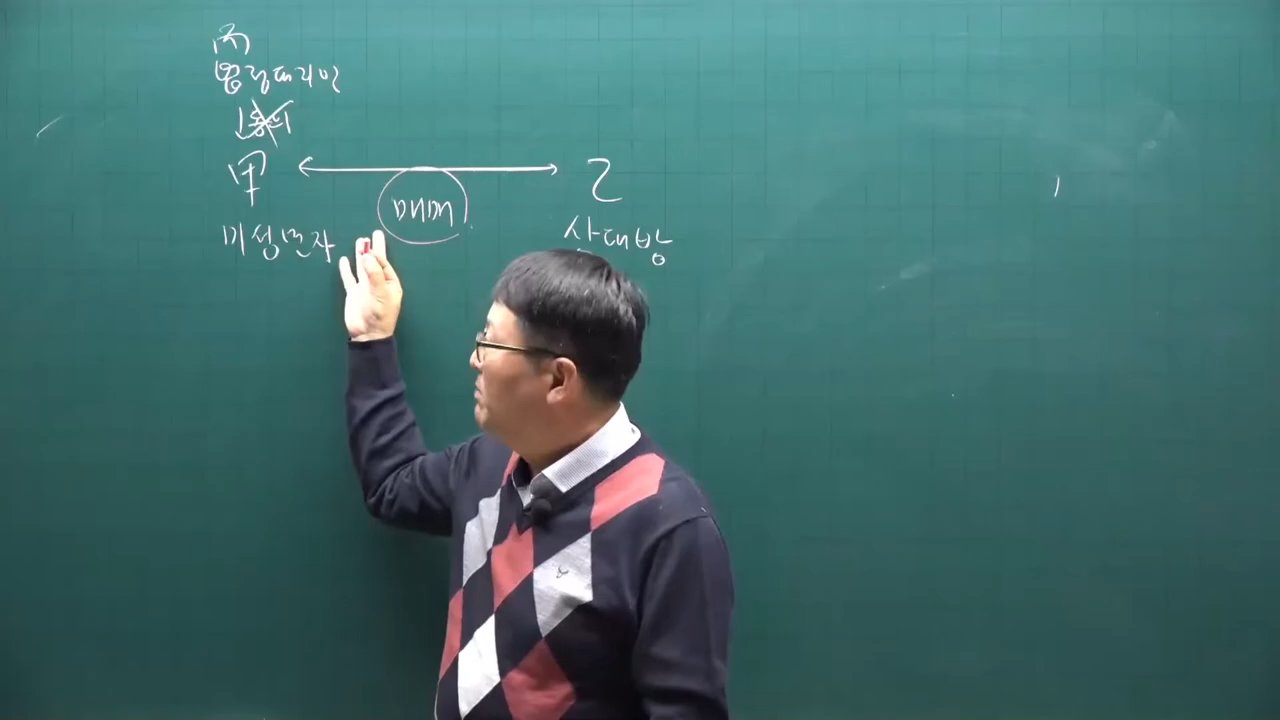 丙
법정대리인
동의
甲 乙
매매
미성년자 상대방